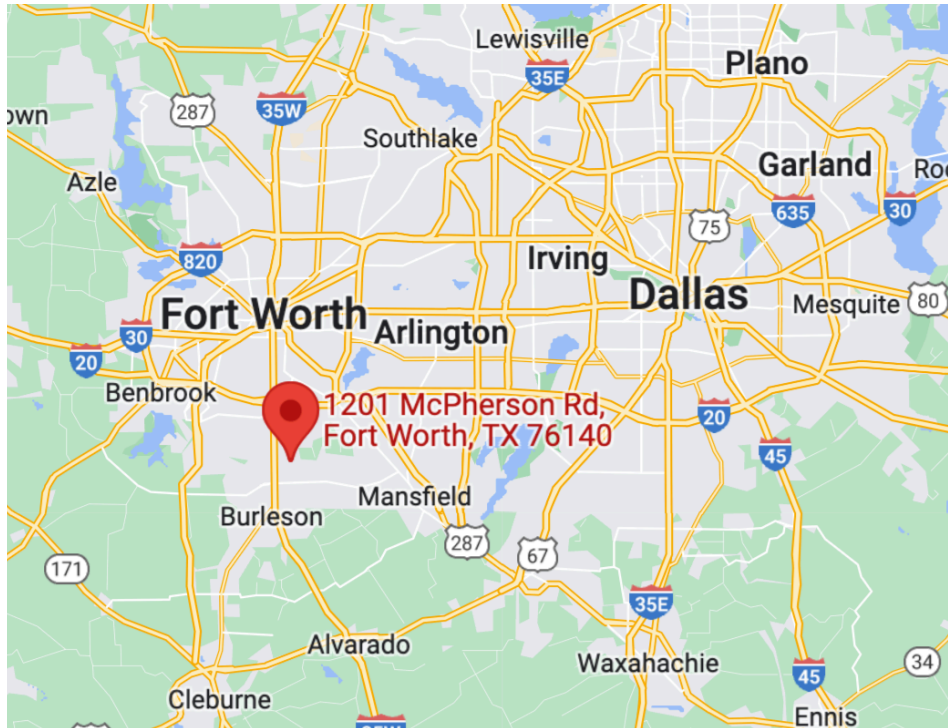 Lewisville
Plano
35E
287
35W
own
Southlake
Garland
Azle
Roc
635
30
75
820
Irving
Dallas
Mesquite
80
Fort Worth
Arlington
30
20
Benbrook
1201 McPherson Rd,
Fort Worth, TX 76140
20
45
Mansfield
Burleson
287
67
171
35E
Alvarado
Waxahachie
34
45
Cleburne
Ennis